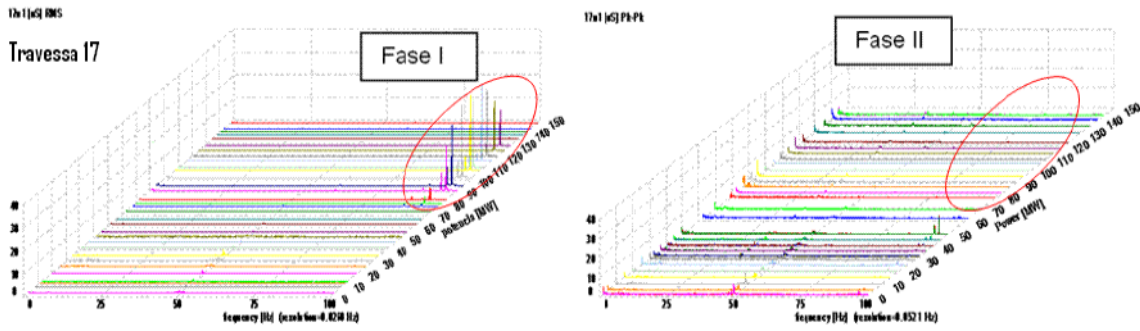 17n1 [uS] RMS
Travessa 17
Fase I
40
30
20
10
0
0 25 50 75 100
0 10 20 30 40 50 60 70 80 90 100 110 120 130 140 150
potencia [MW]
frequency [Hz] (resolution=0.0260 Hz)
17n1 [uS] Pk-Pk
Fase II
40
30
20
10
0
0 25 50 75 100
0 10 20 30 40 50 60 70 80 90 100 110 120 130 140 150
Power [MW]
frequency [Hz] (resolution=0.0521 Hz)